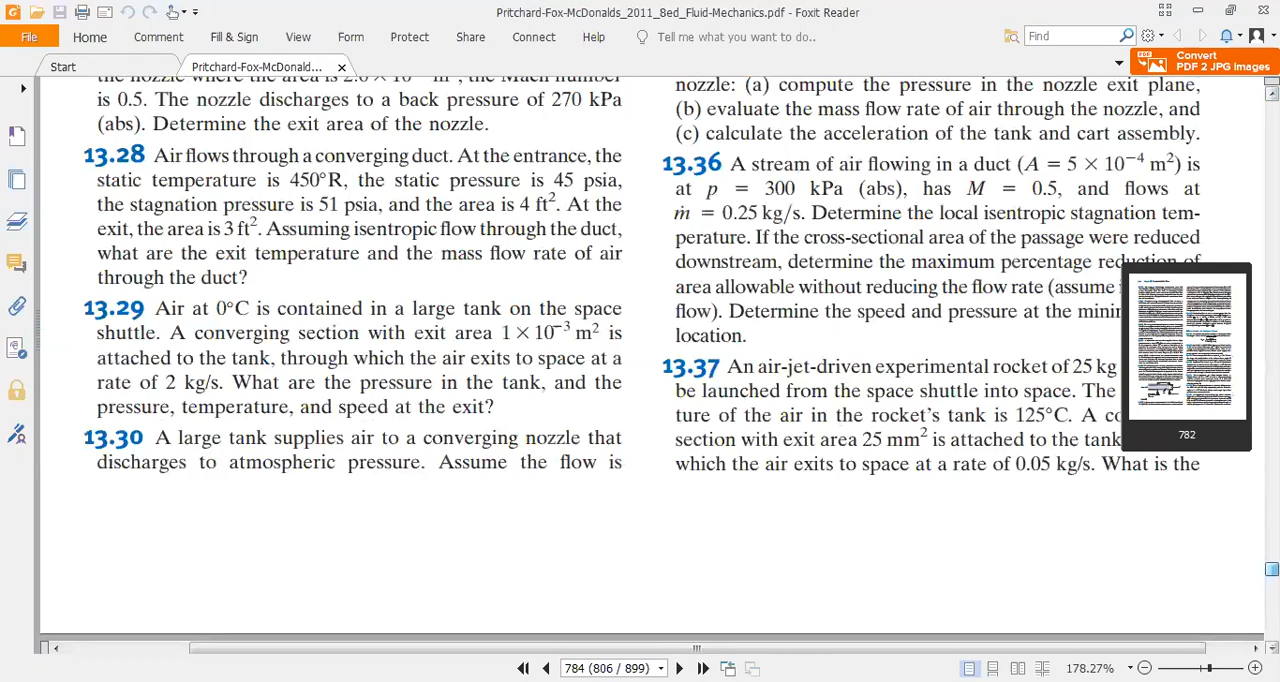 Pritchard-Fox-McDonalds_2011_8ed_Fluid-Mechanics.pdf - Foxit Reader
File Home Comment Fill & Sign View Form Protect Share Connect Help Tell me what you want to do.. Find
Start Pritchard-Fox-McDonald...
Convert
PDF 2 JPG Images
is 0.5. The nozzle discharges to a back pressure of 270 kPa
(abs). Determine the exit area of the nozzle.
13.28 Air flows through a converging duct. At the entrance, the
static temperature is 450°R, the static pressure is 45 psia,
the stagnation pressure is 51 psia, and the area is 4 ft². At the
exit, the area is 3 ft². Assuming isentropic flow through the duct,
what are the exit temperature and the mass flow rate of air
through the duct?
13.29 Air at 0°C is contained in a large tank on the space
shuttle. A converging section with exit area 1 × 10⁻³ m² is
attached to the tank, through which the air exits to space at a
rate of 2 kg/s. What are the pressure in the tank, and the
pressure, temperature, and speed at the exit?
13.30 A large tank supplies air to a converging nozzle that
discharges to atmospheric pressure. Assume the flow is
nozzle: (a) compute the pressure in the nozzle exit plane,
(b) evaluate the mass flow rate of air through the nozzle, and
(c) calculate the acceleration of the tank and cart assembly.
13.36 A stream of air flowing in a duct (A = 5 × 10⁻⁴ m²) is
at p = 300 kPa (abs), has M = 0.5, and flows at
ṁ = 0.25 kg/s. Determine the local isentropic stagnation tem-
perature. If the cross-sectional area of the passage were reduced
downstream, determine the maximum percentage reduction of
area allowable without reducing the flow rate (assume
flow). Determine the speed and pressure at the
location.
13.37 An air-jet-driven experimental rocket of 25 kg
be launched from the space shuttle into space. The
ture of the air in the rocket's tank is 125°C. A
section with exit area 25 mm² is attached to the tank
which the air exits to space at a rate of 0.05 kg/s. What is the
782
784 (806 / 899)
178.27%